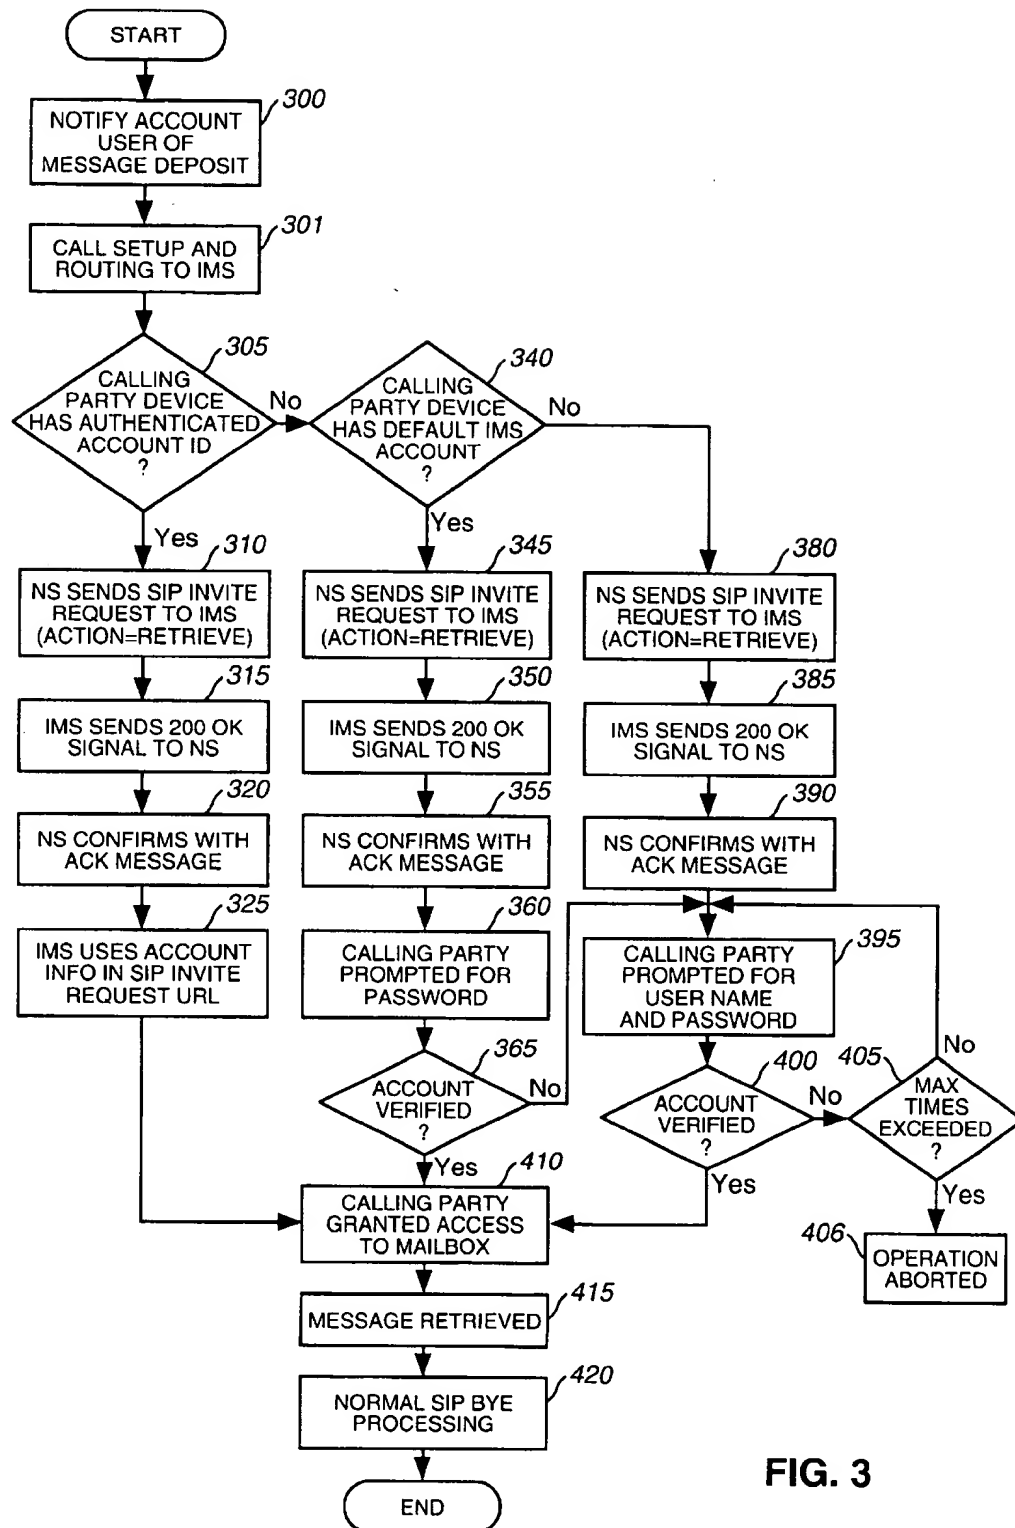 START
300
NOTIFY ACCOUNT
USER OF
MESSAGE DEPOSIT
301
CALL SETUP AND
ROUTING TO IMS
305
CALLING
PARTY DEVICE
HAS AUTHENTICATED
ACCOUNT ID
?
No
Yes
340
CALLING
PARTY DEVICE
HAS DEFAULT IMS
ACCOUNT
?
No
Yes
310
NS SENDS SIP INVITE
REQUEST TO IMS
(ACTION=RETRIEVE)
315
IMS SENDS 200 OK
SIGNAL TO NS
320
NS CONFIRMS WITH
ACK MESSAGE
325
IMS USES ACCOUNT
INFO IN SIP INVITE
REQUEST URL
345
NS SENDS SIP INVITE
REQUEST TO IMS
(ACTION=RETRIEVE)
350
IMS SENDS 200 OK
SIGNAL TO NS
355
NS CONFIRMS WITH
ACK MESSAGE
360
CALLING PARTY
PROMPTED FOR
PASSWORD
365
ACCOUNT
VERIFIED
?
No
Yes
380
NS SENDS SIP INVITE
REQUEST TO IMS
(ACTION=RETRIEVE)
385
IMS SENDS 200 OK
SIGNAL TO NS
390
NS CONFIRMS WITH
ACK MESSAGE
395
CALLING PARTY
PROMPTED FOR
USER NAME
AND PASSWORD
400
ACCOUNT
VERIFIED
?
No
Yes
405
MAX
TIMES
EXCEEDED
?
No
Yes
406
OPERATION
ABORTED
410
CALLING PARTY
GRANTED ACCESS
TO MAILBOX
415
MESSAGE RETRIEVED
420
NORMAL SIP BYE
PROCESSING
END
FIG. 3